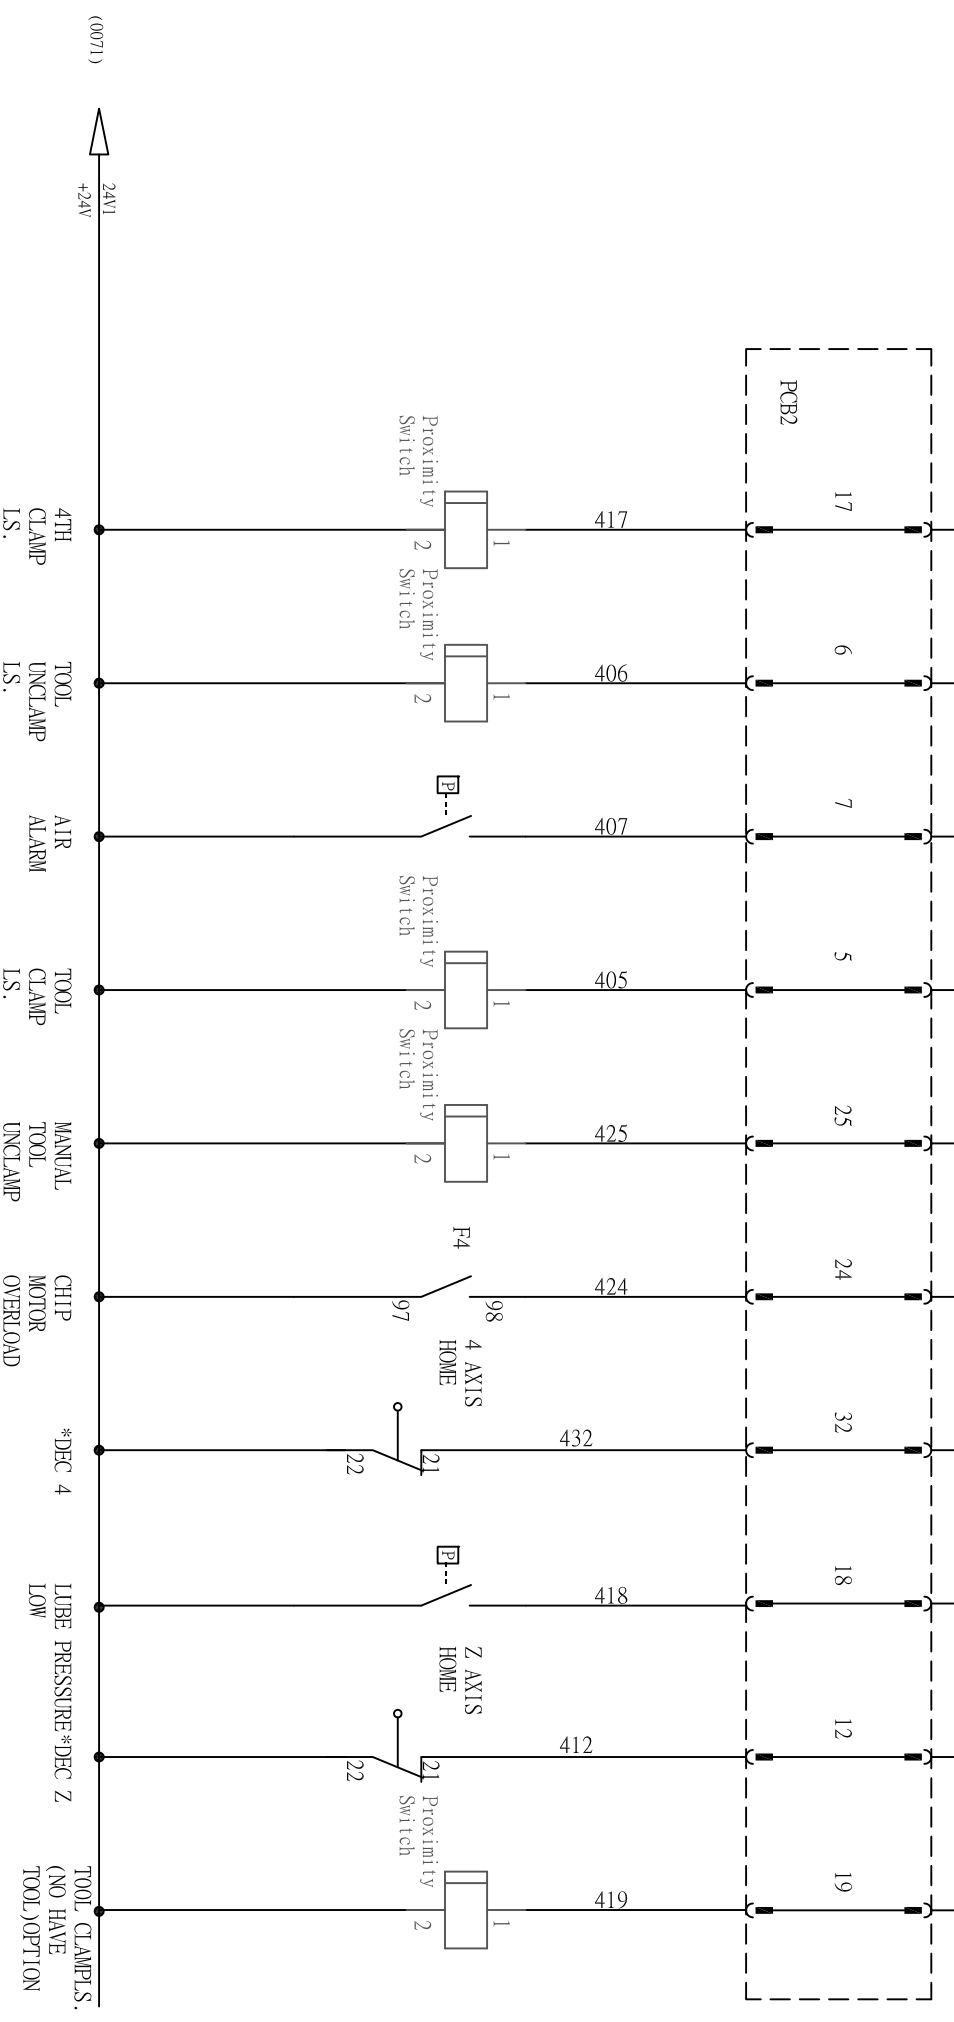 (0071)
24V1
+24V
PCB2
17
417
Proximity
Switch
1
2
4TH
CLAMP
LS.
6
406
Proximity
Switch
1
2
TOOL
UNCLAMP
LS.
7
407
P
AIR
ALARM
5
405
Proximity
Switch
1
2
TOOL
CLAMP
LS.
25
425
Proximity
Switch
1
2
MANUAL
TOOL
UNCLAMP
24
424
F4
98
97
CHIP
MOTOR
OVERLOAD
32
432
4 AXIS
HOME
21
22
*DEC 4
18
418
P
LUBE PRESSURE
LOW
12
412
Z AXIS
HOME
21
22
*DEC Z
19
419
Proximity
Switch
1
2
TOOL CLAMPLS.
(NO HAVE
TOOL)OPTION